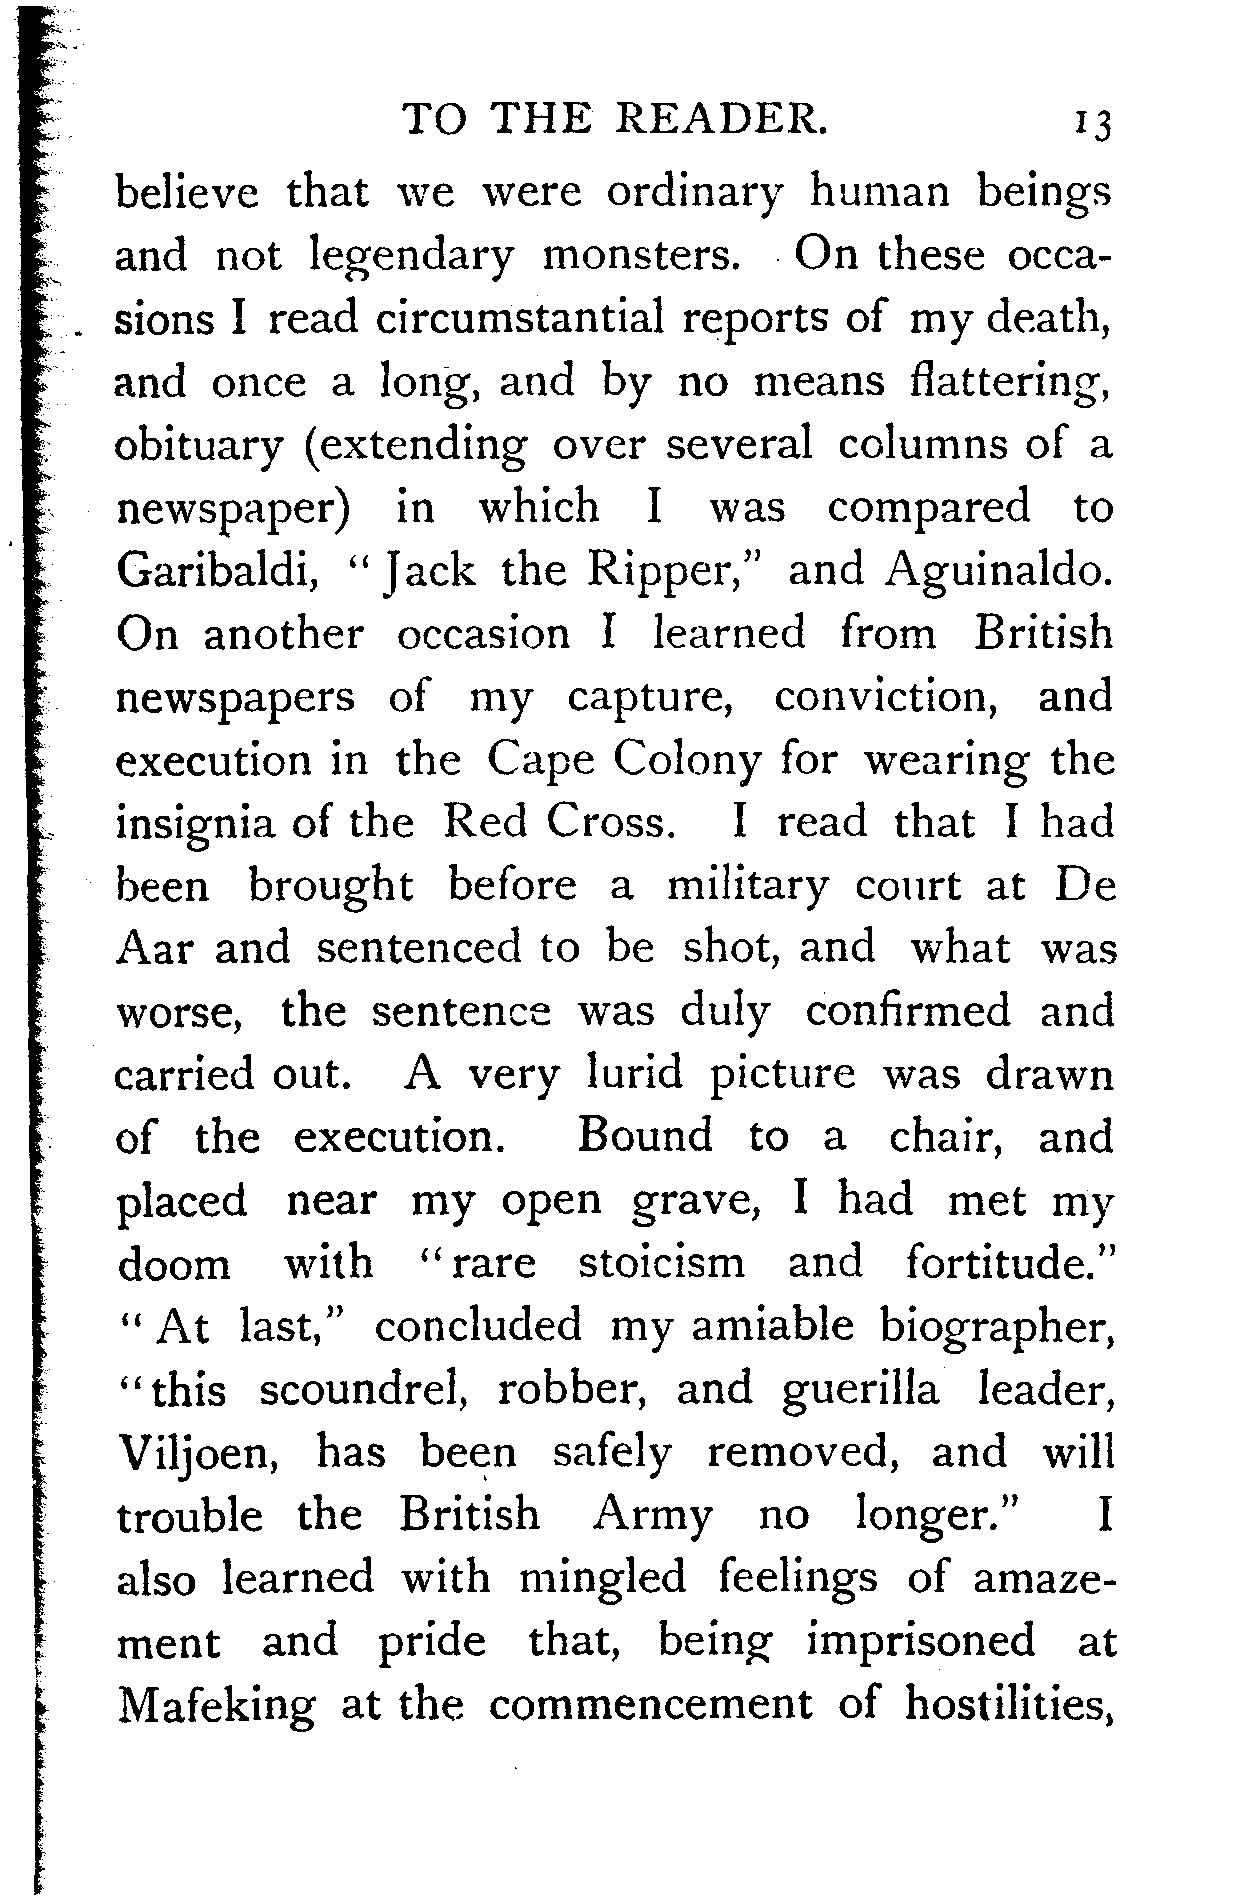 TO THE READER. 13
believe that we were ordinary human beings
and not legendary monsters. On these occa-
sions I read circumstantial reports of my death,
and once a long, and by no means flattering,
obituary (extending over several columns of a
newspaper) in which I was compared to
Garibaldi, "Jack the Ripper," and Aguinaldo.
On another occasion I learned from British
newspapers of my capture, conviction, and
execution in the Cape Colony for wearing the
insignia of the Red Cross. I read that I had
been brought before a military court at De
Aar and sentenced to be shot, and what was
worse, the sentence was duly confirmed and
carried out. A very lurid picture was drawn
of the execution. Bound to a chair, and
placed near my open grave, I had met my
doom with "rare stoicism and fortitude."
"At last," concluded my amiable biographer,
"this scoundrel, robber, and guerilla leader,
Viljoen, has been safely removed, and will
trouble the British Army no longer." I
also learned with mingled feelings of amaze-
ment and pride that, being imprisoned at
Mafeking at the commencement of hostilities,